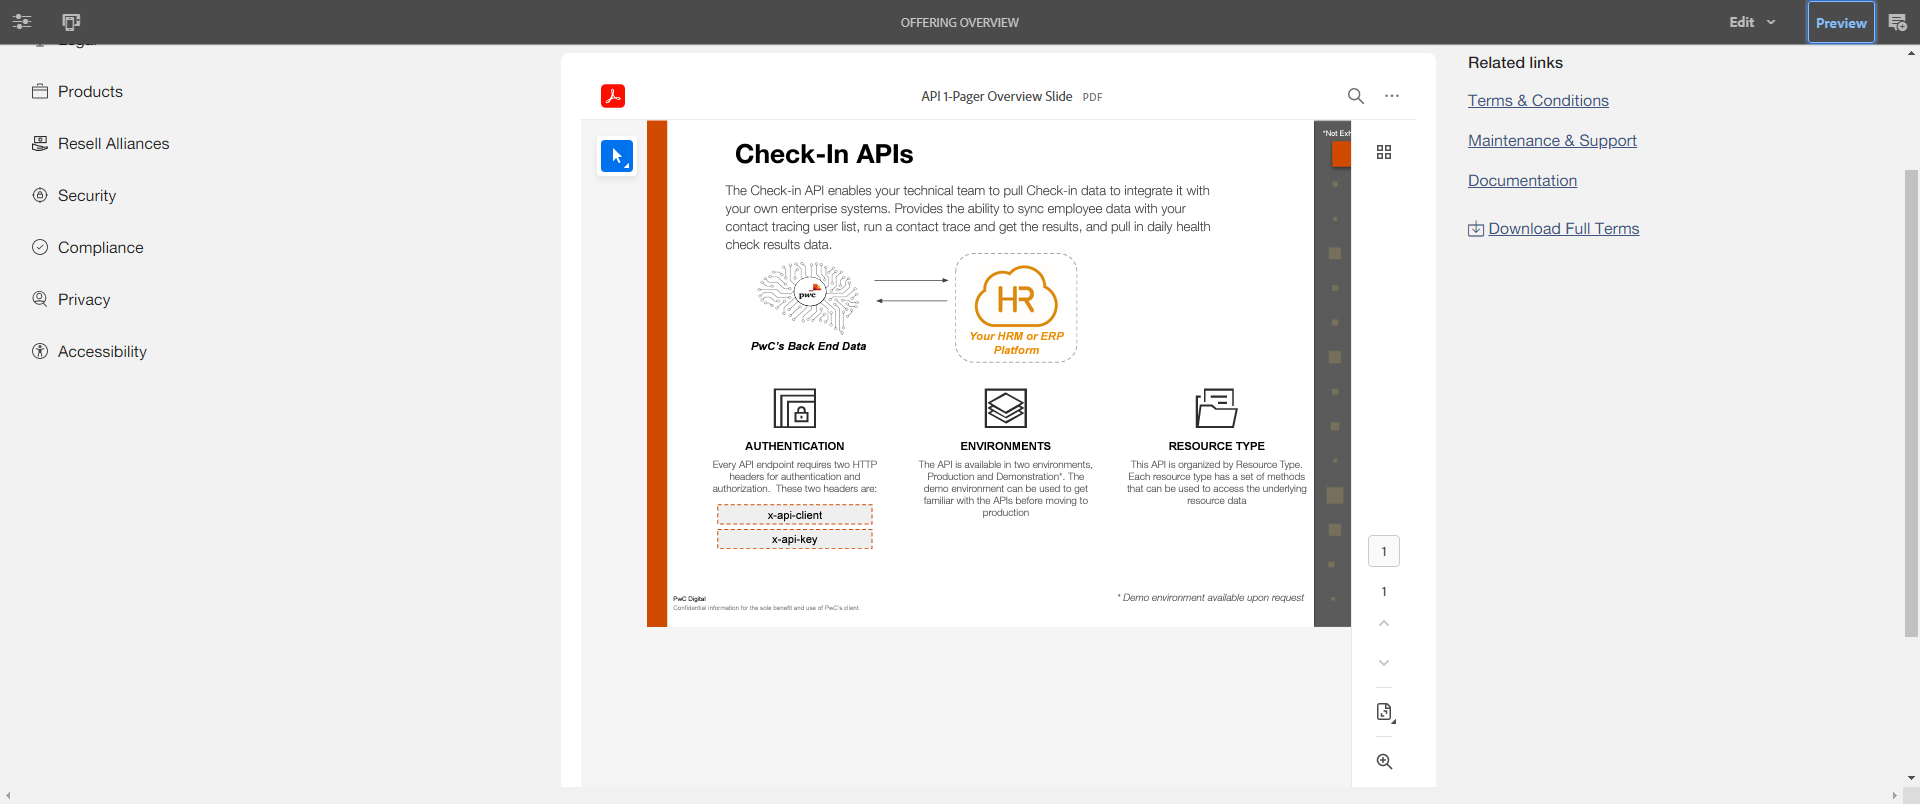 OFFERING OVERVIEW
Edit
Preview
Legal
Products
Resell Alliances
Security
Compliance
Privacy
Accessibility
API 1-Pager Overview Slide PDF
*Not Exh
Check-In APIs
The Check-in API enables your technical team to pull Check-in data to integrate it with
your own enterprise systems. Provides the ability to sync employee data with your
contact tracing user list, run a contact trace and get the results, and pull in daily health
check results data.
pwc
HR
PwC's Back End Data
Your HRM or ERP
Platform
AUTHENTICATION
Every API endpoint requires two HTTP
headers for authentication and
authorization. These two headers are:
x-api-client
x-api-key
ENVIRONMENTS
The API is available in two environments,
Production and Demonstration*. The
demo environment can be used to get
familiar with the APIs before moving to
production
RESOURCE TYPE
This API is organized by Resource Type.
Each resource type has a set of methods
that can be used to access the underlying
resource data
PwC Digital
Confidential information for the sole benefit and use of PwC's client.
* Demo environment available upon request
1
1
Related links
Terms & Conditions
Maintenance & Support
Documentation
Download Full Terms